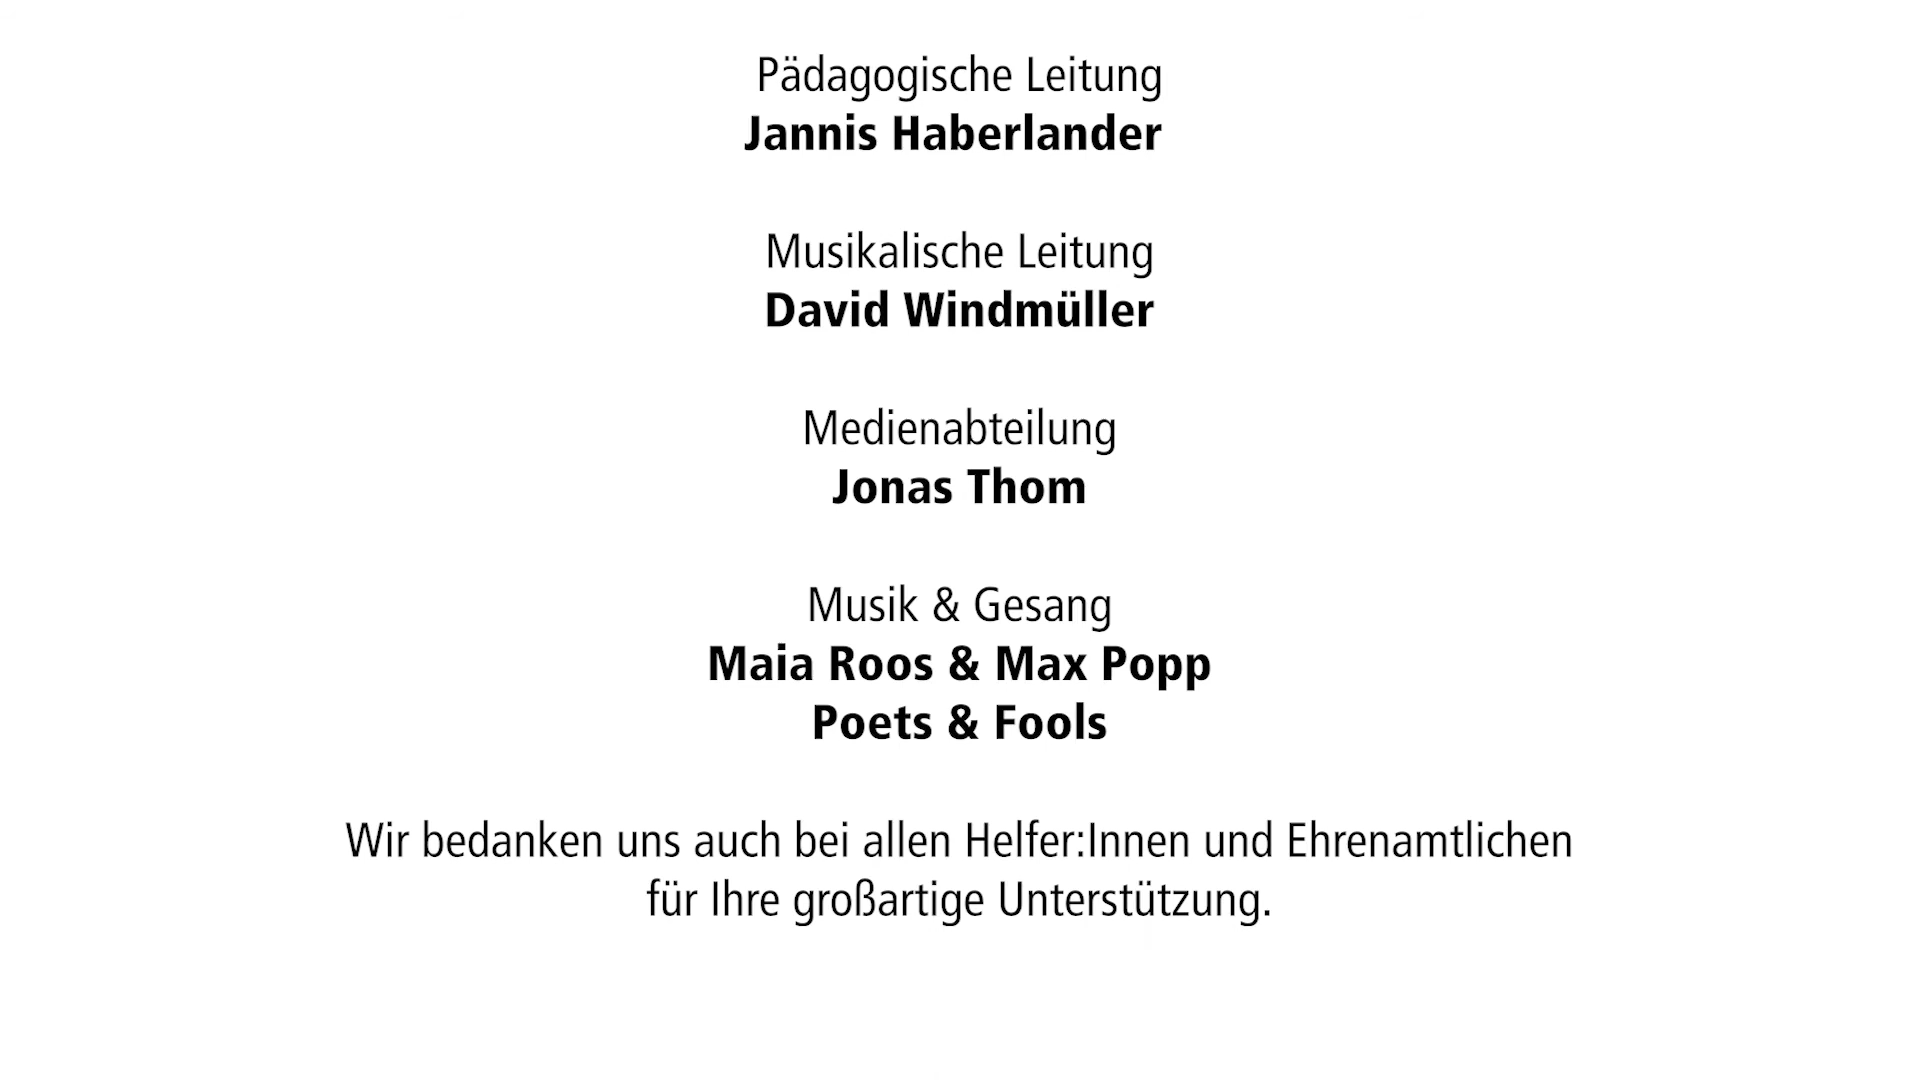 Pädagogische Leitung
Jannis Haberlander
Musikalische Leitung
David Windmüller
Medienabteilung
Jonas Thom
Musik & Gesang
Maia Roos & Max Popp
Poets & Fools
Wir bedanken uns auch bei allen Helfer:Innen und Ehrenamtlichen
für Ihre großartige Unterstützung.